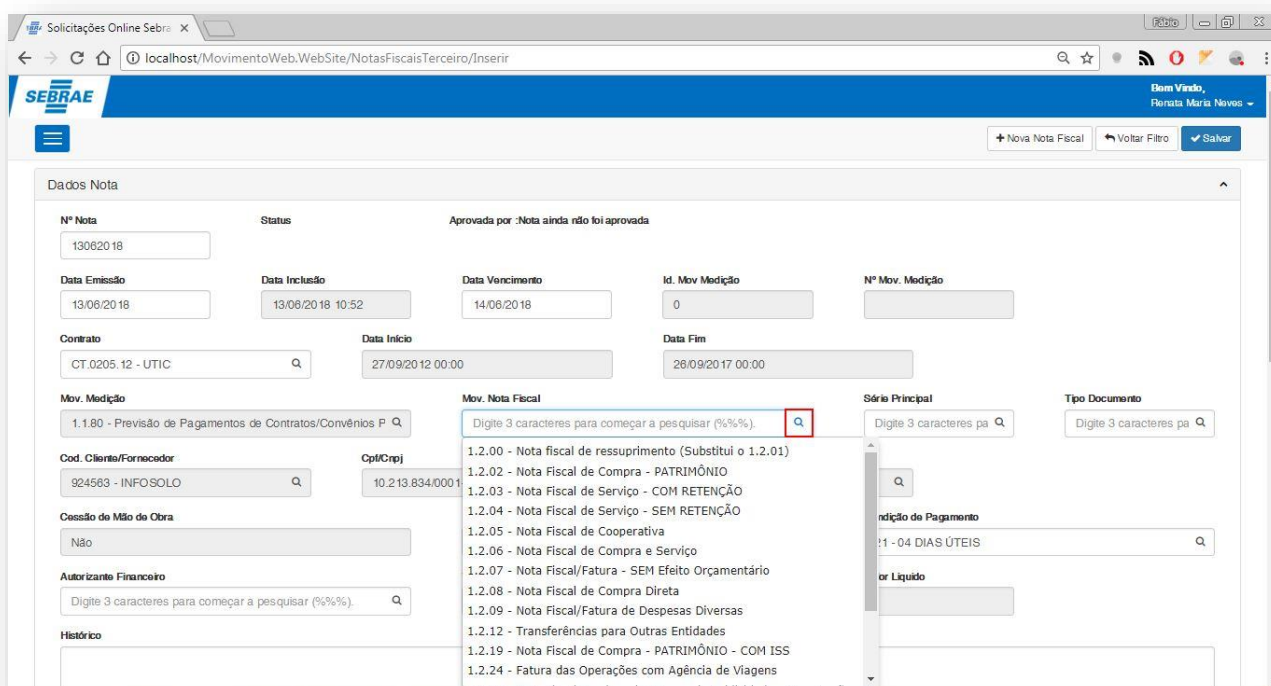 Solicitações Online Sebra
Fábio
localhost/MovimentoWeb.WebSite/NotasFiscaisTerceiro/Inserir
SEBRAE
Bem Vindo,
Renata Maria Neves
Nova Nota Fiscal Voltar Filtro Salvar
Dados Nota
Nº Nota Status Aprovada por :Nota ainda não foi aprovada
13062018
Data Emissão Data Inclusão Data Vencimento Id. Mov Medição Nº Mov. Medição
13/06/2018 13/06/2018 10:52 14/06/2018 0
Contrato Data Início Data Fim
CT.0205.12 - UTIC 27/09/2012 00:00 26/09/2017 00:00
Mov. Medição Mov. Nota Fiscal Série Principal Tipo Documento
1.1.80 - Previsão de Pagamentos de Contratos/Convênios P Digite 3 caracteres para começar a pesquisar (%%%). Digite 3 caracteres pa Digite 3 caracteres pa
1.2.00 - Nota fiscal de ressuprimento (Substitui o 1.2.01)
Cod. Cliente/Fornecedor Cpf/Cnpj
1.2.02 - Nota Fiscal de Compra - PATRIMÔNIO
924563 - INFOSOLO 10.213.834/0001-
1.2.03 - Nota Fiscal de Serviço - COM RETENÇÃO
1.2.04 - Nota Fiscal de Serviço - SEM RETENÇÃO
Cessão de Mão de Obra ndição de Pagamento
1.2.05 - Nota Fiscal de Cooperativa
Não 21 - 04 DIAS ÚTEIS
1.2.06 - Nota Fiscal de Compra e Serviço
1.2.07 - Nota Fiscal/Fatura - SEM Efeito Orçamentário
Autorizante Financeiro or Liquido
1.2.08 - Nota Fiscal de Compra Direta
Digite 3 caracteres para começar a pesquisar (%%%).
1.2.09 - Nota Fiscal/Fatura de Despesas Diversas
1.2.12 - Transferências para Outras Entidades
Histórico
1.2.19 - Nota Fiscal de Compra - PATRIMÔNIO - COM ISS
1.2.24 - Fatura das Operações com Agência de Viagens